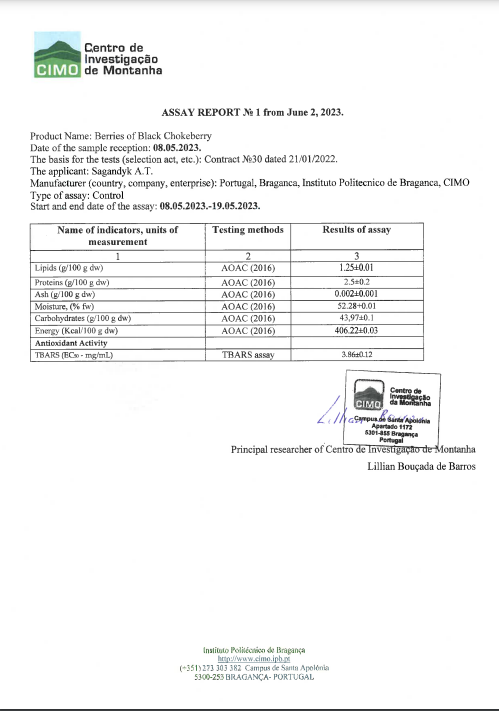 CIMO
Centro de
Investigação
de Montanha
ASSAY REPORT № 1 from June 2, 2023.
Product Name: Berries of Black Chokeberry
Date of the sample reception: 08.05.2023.
The basis for the tests (selection act, etc.): Contract №30 dated 21/01/2022.
The applicant: Sagandyk A.T.
Manufacturer (country, company, enterprise): Portugal, Braganca, Instituto Politecnico de Braganca, CIMO
Type of assay: Control
Start and end date of the assay: 08.05.2023.-19.05.2023.
Name of indicators, units of measurement Testing methods Results of assay
1 2 3
Lipids (g/100 g dw) AOAC (2016) 1.25±0.01
Proteins (g/100 g dw) AOAC (2016) 2.5±0.2
Ash (g/100 g dw) AOAC (2016) 0.002±0.001
Moisture, (% fw) AOAC (2016) 52.28±0.01
Carbohydrates (g/100 g dw) AOAC (2016) 43,97±0.1
Energy (Kcal/100 g dw) AOAC (2016) 406.22±0.03
Antioxidant Activity
TBARS (EC₅₀ - mg/mL) TBARS assay 3.86±0.12
CIMO
Centro de
Investigação
da Montanha
Campus de Santa Apolónia
Apartado 1172
5301-855 Bragança
Portugal
Principal researcher of Centro de Investigação de Montanha
Lillian Bouçada de Barros
Instituto Politécnico de Bragança
http://www.cimo.ipb.pt
(+351) 273 303 382 Campus de Santa Apolónia
5300-253 BRAGANÇA- PORTUGAL